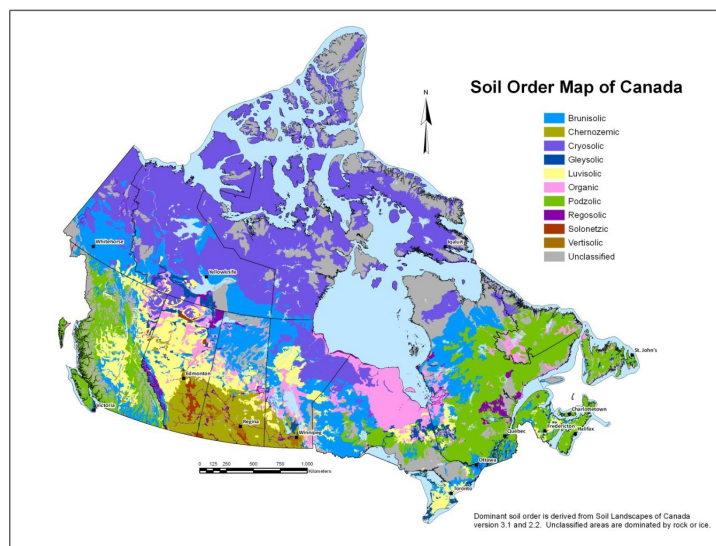 Soil Order Map of Canada
N
Brunisolic
Chernozemic
Cryosolic
Gleysolic
Luvisolic
Organic
Podzolic
Regosolic
Solonetzic
Vertisolic
Unclassified
Whitehorse
Yellowknife
Iqaluit
Edmonton
Victoria
Regina
Winnipeg
St. John's
Charlottetown
Fredericton
Halifax
Québec
Ottawa
Toronto
0 125 250 500 750 1,000
Kilometers
Dominant soil order is derived from Soil Landscapes of Canada
version 3.1 and 2.2. Unclassified areas are dominated by rock or ice.